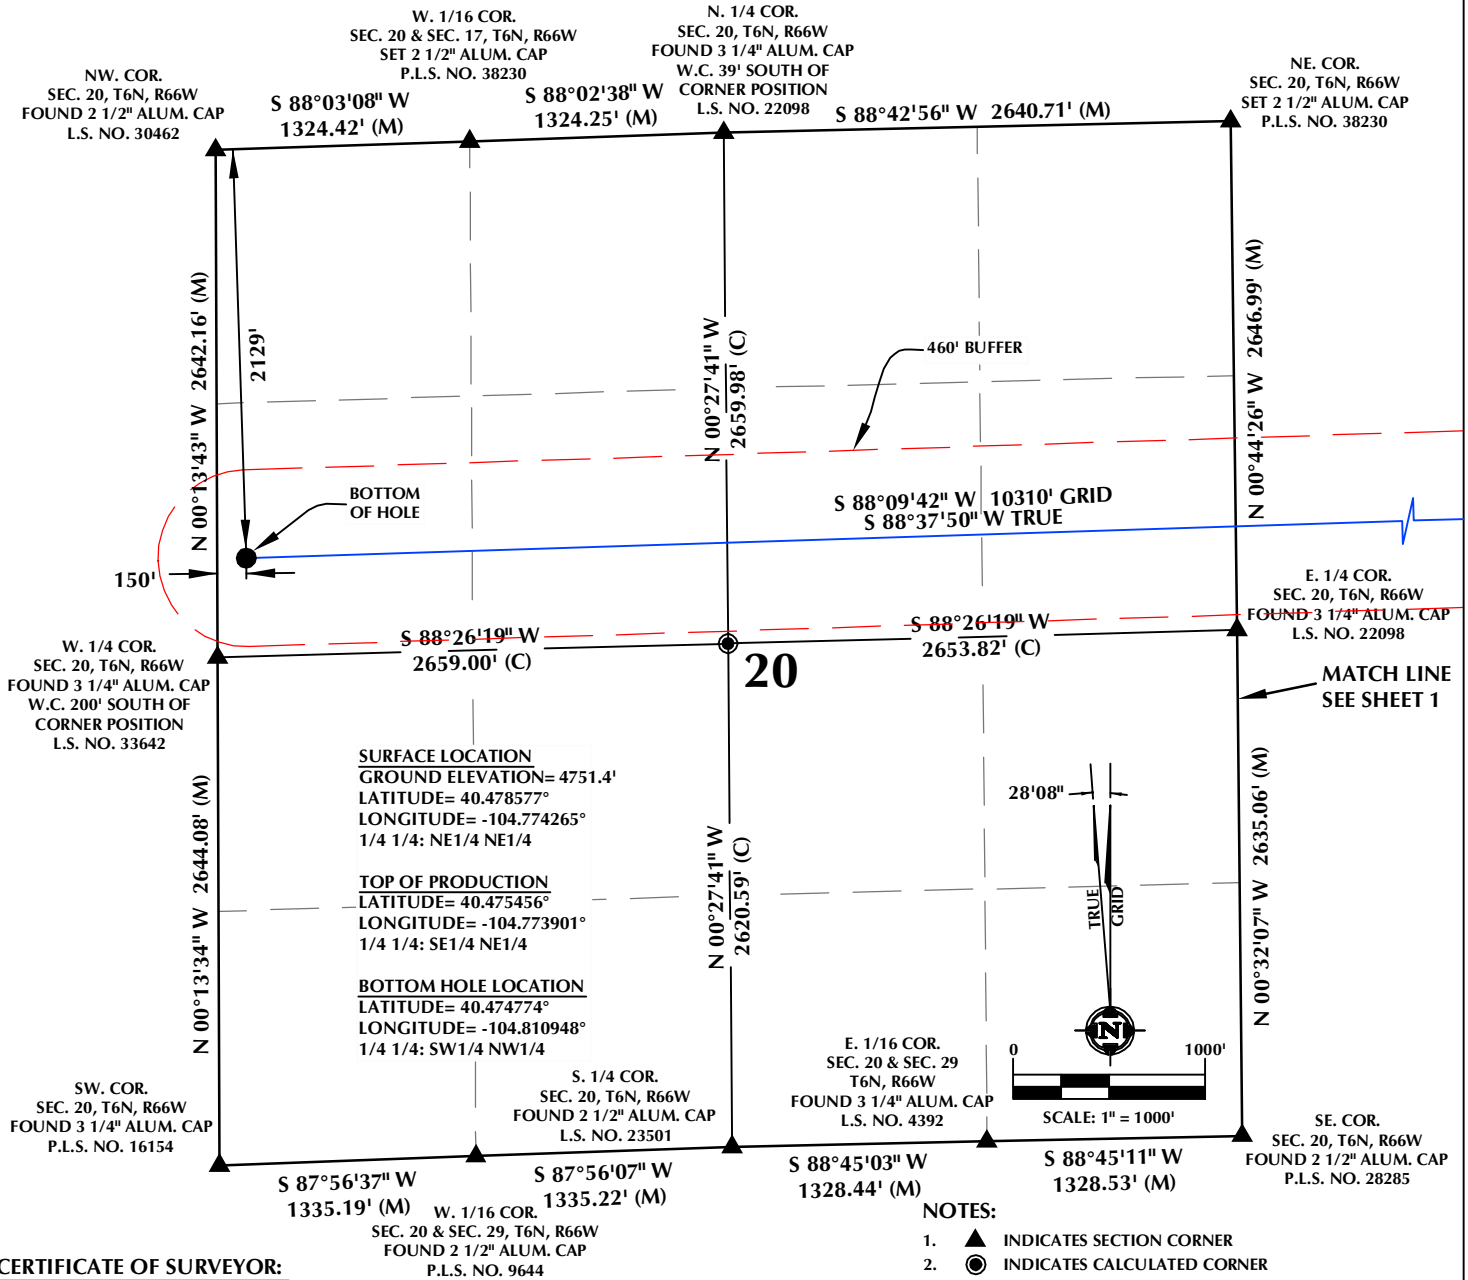 W. 1/16 COR.
SEC. 20 & SEC. 17, T6N, R66W
SET 2 1/2" ALUM. CAP
P.L.S. NO. 38230
N. 1/4 COR.
SEC. 20, T6N, R66W
FOUND 3 1/4" ALUM. CAP
W.C. 39' SOUTH OF
CORNER POSITION
L.S. NO. 22098
NE. COR.
SEC. 20, T6N, R66W
SET 2 1/2" ALUM. CAP
P.L.S. NO. 38230
NW. COR.
SEC. 20, T6N, R66W
FOUND 2 1/2" ALUM. CAP
L.S. NO. 30462
S 88°03'08" W
1324.42' (M)
S 88°02'38" W
1324.25' (M)
S 88°42'56" W 2640.71' (M)
N 00°13'43" W 2642.16' (M)
2129'
N 00°27'41" W
2659.98' (C)
460' BUFFER
N 00°44'26" W 2646.99' (M)
BOTTOM
OF HOLE
S 88°09'42" W 10310' GRID
S 88°37'50" W TRUE
150'
E. 1/4 COR.
SEC. 20, T6N, R66W
FOUND 3 1/4" ALUM. CAP
L.S. NO. 22098
W. 1/4 COR.
SEC. 20, T6N, R66W
FOUND 3 1/4" ALUM. CAP
W.C. 200' SOUTH OF
CORNER POSITION
L.S. NO. 33642
S 88°26'19" W
2659.00' (C)
S 88°26'19" W
2653.82' (C)
20
MATCH LINE
SEE SHEET 1
SURFACE LOCATION
GROUND ELEVATION= 4751.4'
LATITUDE= 40.478577°
LONGITUDE= -104.774265°
1/4 1/4: NE1/4 NE1/4
TOP OF PRODUCTION
LATITUDE= 40.475456°
LONGITUDE= -104.773901°
1/4 1/4: SE1/4 NE1/4
BOTTOM HOLE LOCATION
LATITUDE= 40.474774°
LONGITUDE= -104.810948°
1/4 1/4: SW1/4 NW1/4
N 00°13'34" W 2644.08' (M)
N 00°27'41" W
2620.59' (C)
28'08"
TRUE
GRID
N
N 00°32'07" W 2635.06' (M)
0 1000'
SCALE: 1" = 1000'
E. 1/16 COR.
SEC. 20 & SEC. 29
T6N, R66W
FOUND 3 1/4" ALUM. CAP
L.S. NO. 4392
S. 1/4 COR.
SEC. 20, T6N, R66W
FOUND 2 1/2" ALUM. CAP
L.S. NO. 23501
SW. COR.
SEC. 20, T6N, R66W
FOUND 3 1/4" ALUM. CAP
P.L.S. NO. 16154
SE. COR.
SEC. 20, T6N, R66W
FOUND 2 1/2" ALUM. CAP
P.L.S. NO. 28285
S 87°56'37" W
1335.19' (M)
S 87°56'07" W
1335.22' (M)
S 88°45'03" W
1328.44' (M)
S 88°45'11" W
1328.53' (M)
W. 1/16 COR.
SEC. 20 & SEC. 29, T6N, R66W
FOUND 2 1/2" ALUM. CAP
P.L.S. NO. 9644
NOTES:
1. INDICATES SECTION CORNER
2. INDICATES CALCULATED CORNER
CERTIFICATE OF SURVEYOR: